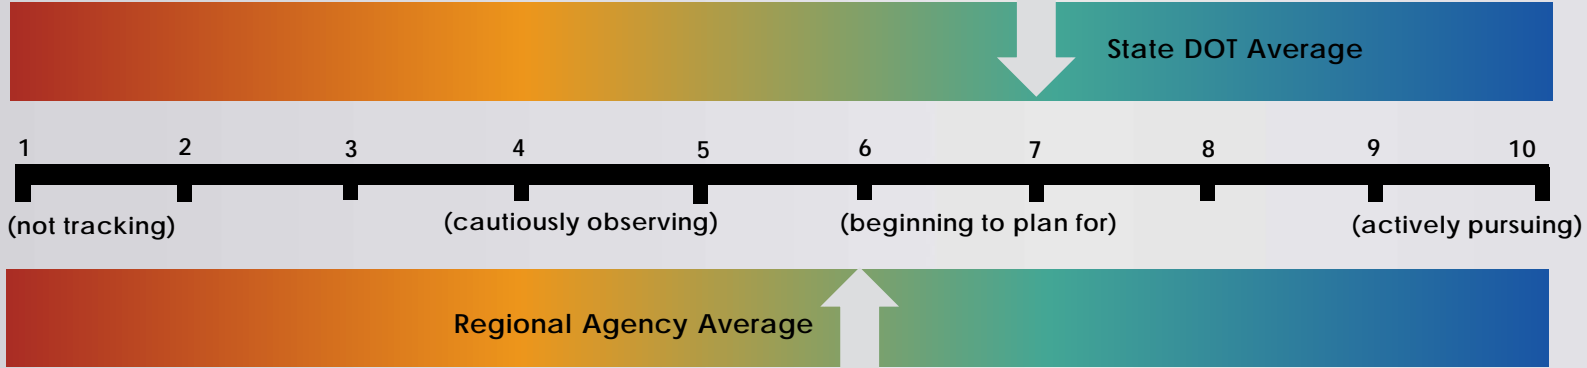 State DOT Average
1 2 3 4 5 6 7 8 9 10
(not tracking) (cautiously observing) (beginning to plan for) (actively pursuing)
Regional Agency Average